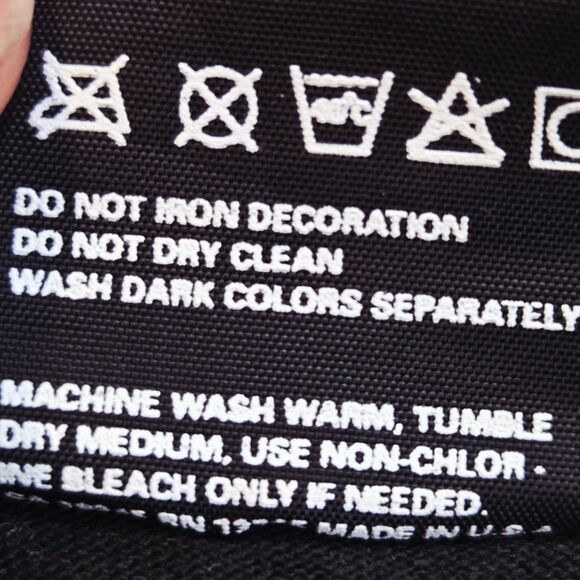 DO NOT IRON DECORATION
DO NOT DRY CLEAN
WASH DARK COLORS SEPARATELY
MACHINE WASH WARM, TUMBLE
DRY MEDIUM, USE NON-CHLOR-
INE BLEACH ONLY IF NEEDED.
MADE IN U.S.A